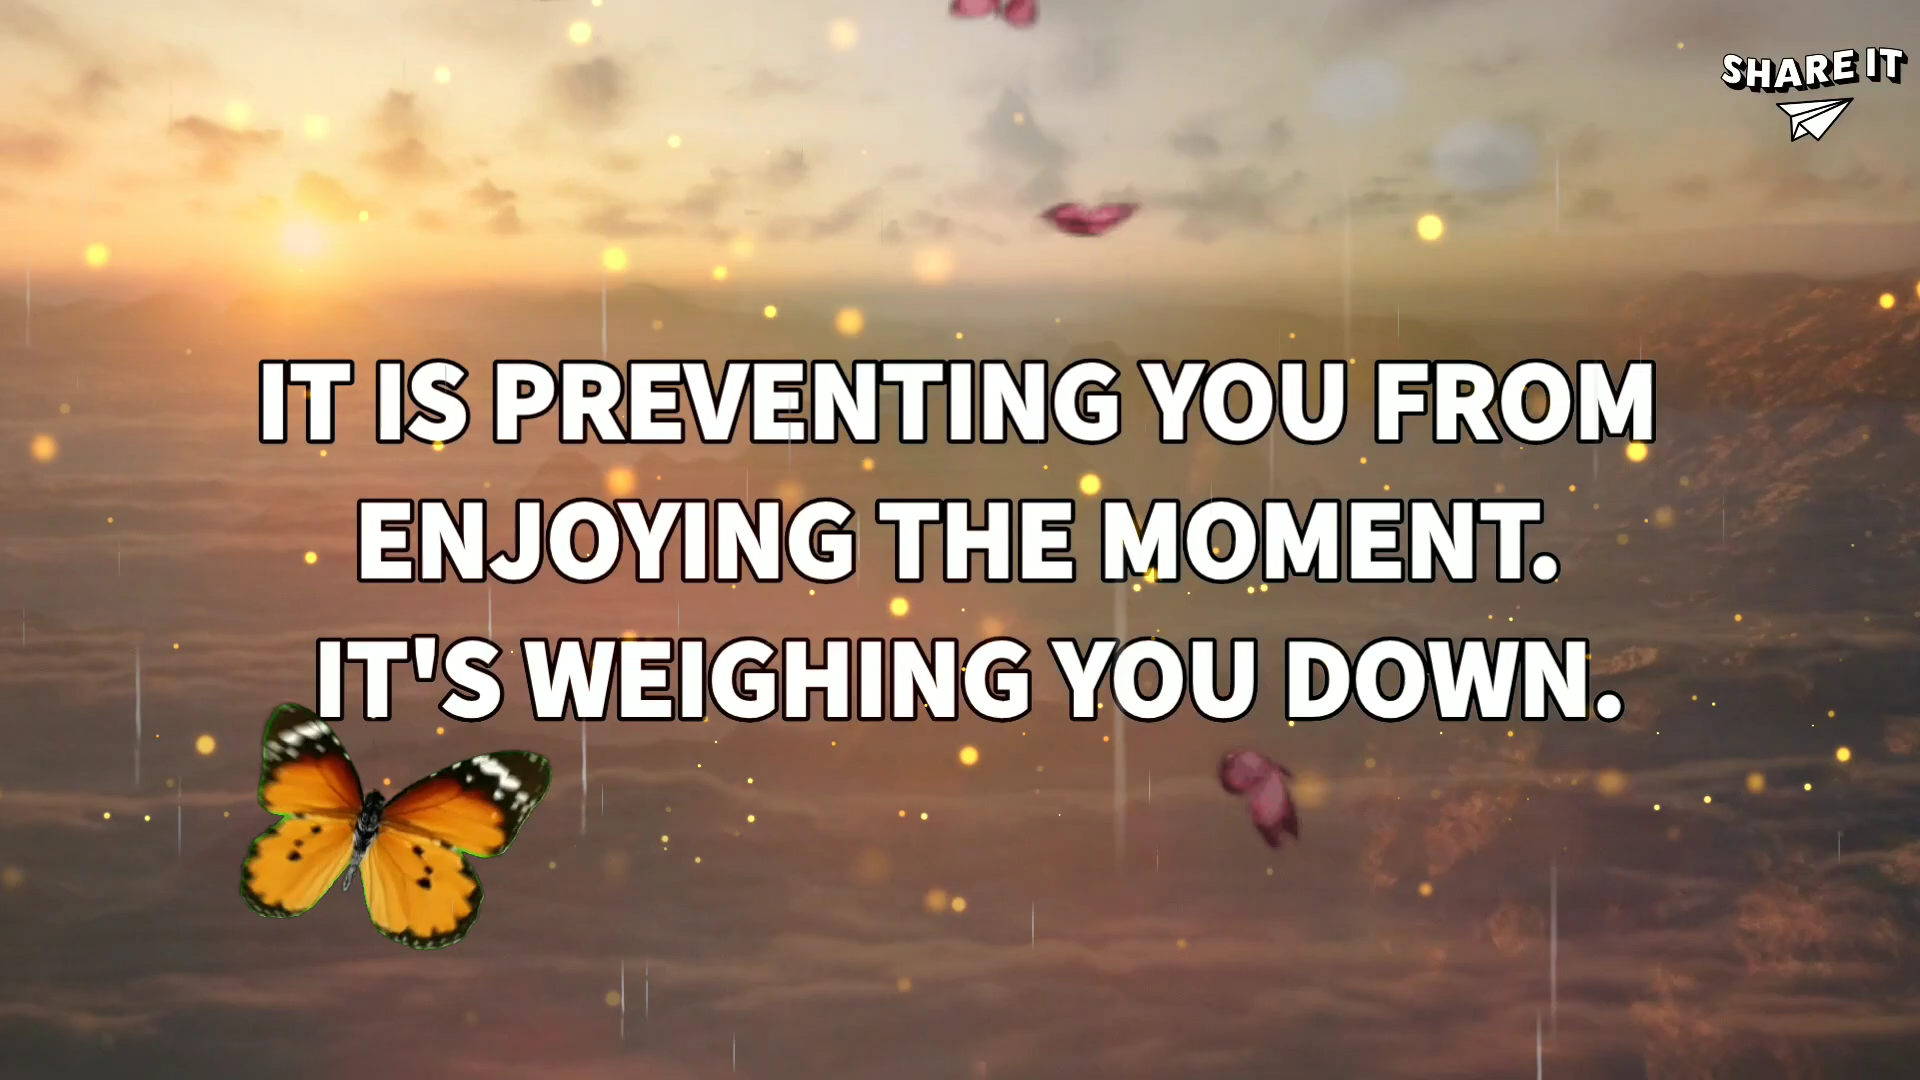 SHARE IT
IT IS PREVENTING YOU FROM
ENJOYING THE MOMENT.
IT'S WEIGHING YOU DOWN.